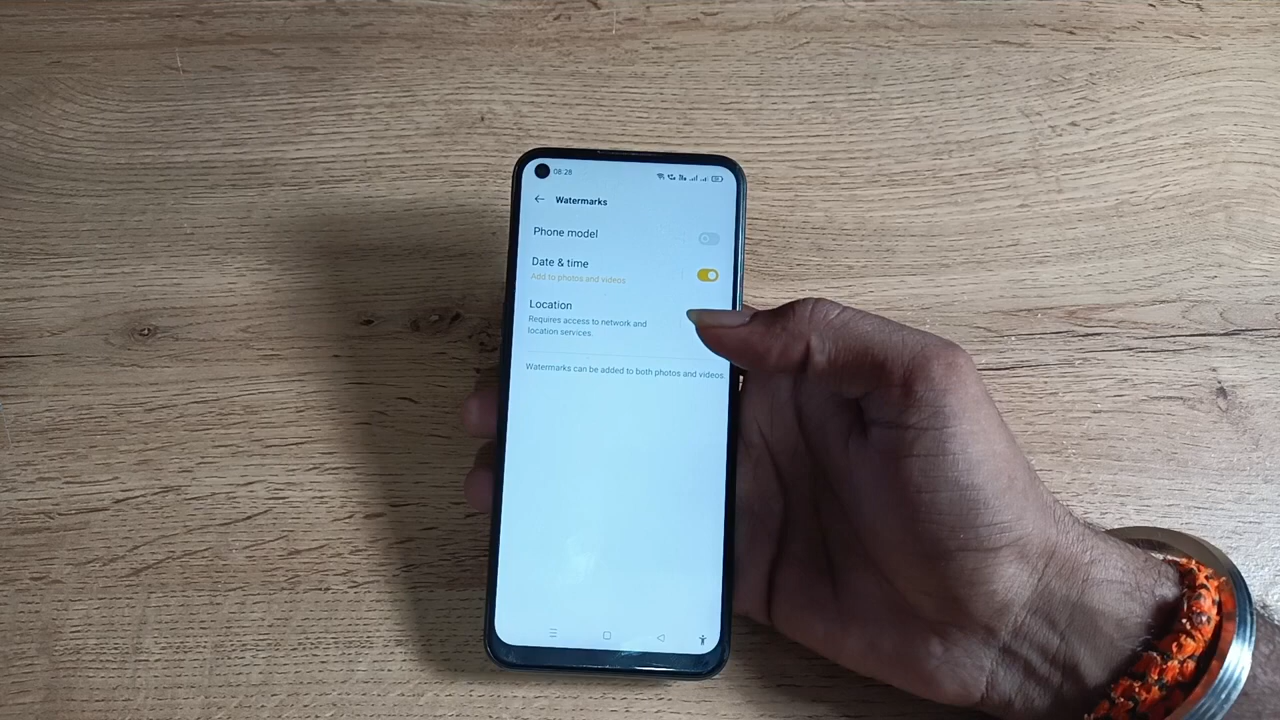 08:28
Watermarks
Phone model
Date & time
Add to photos and videos
Location
Requires access to network and
location services.
Watermarks can be added to both photos and videos.